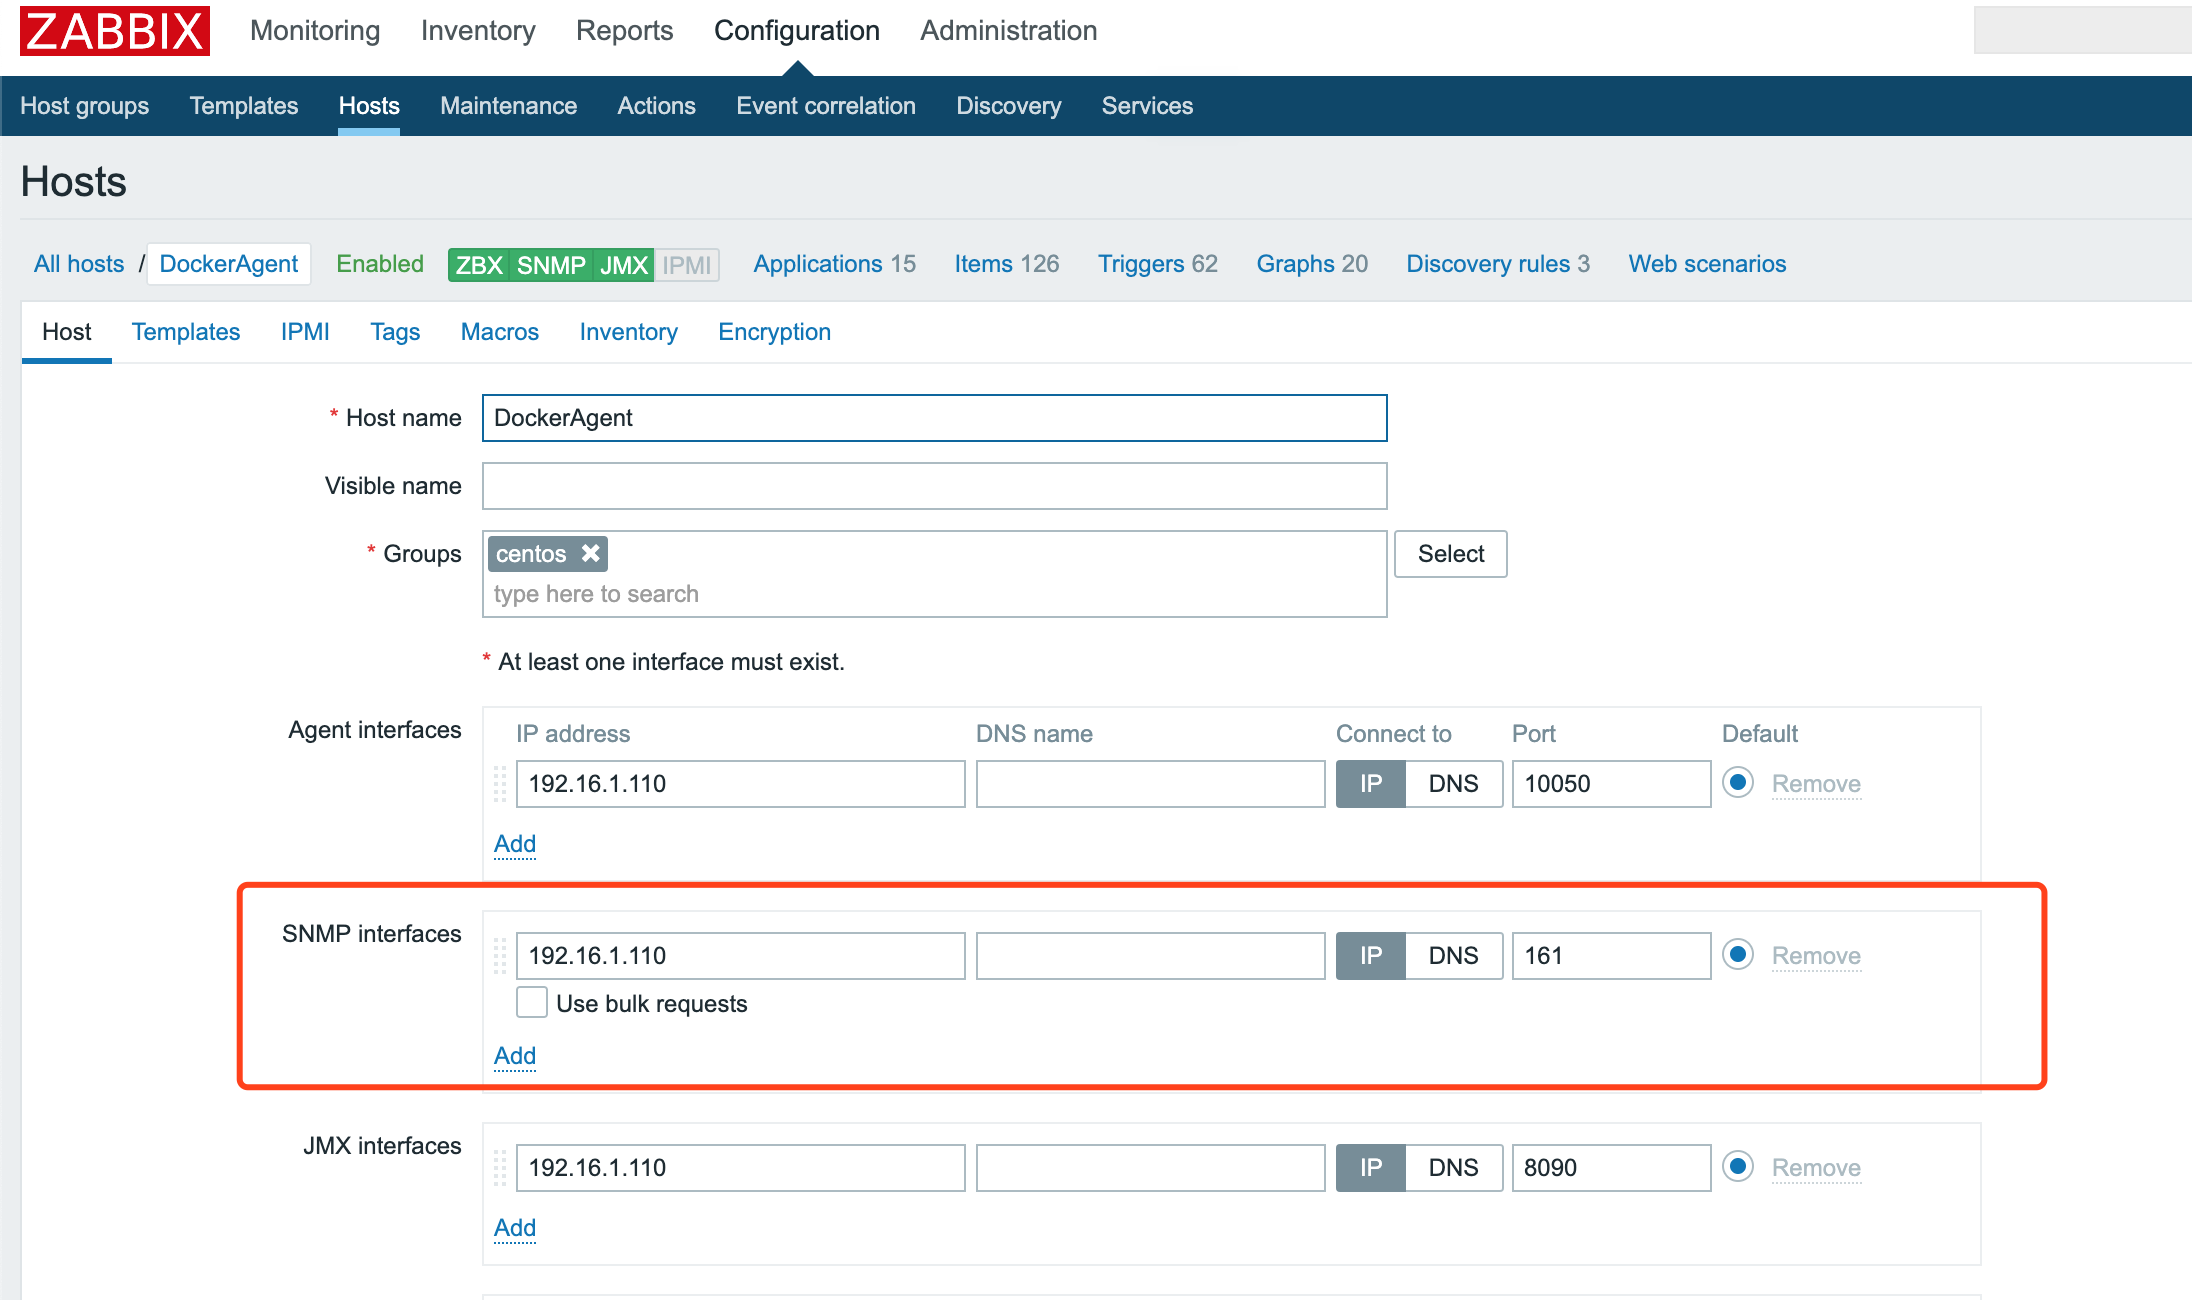 ZABBIX Monitoring Inventory Reports Configuration Administration
Host groups Templates Hosts Maintenance Actions Event correlation Discovery Services
Hosts
All hosts / DockerAgent Enabled ZBX SNMP JMX IPMI Applications 15 Items 126 Triggers 62 Graphs 20 Discovery rules 3 Web scenarios
Host Templates IPMI Tags Macros Inventory Encryption
* Host name DockerAgent
Visible name
* Groups centos Select
type here to search
* At least one interface must exist.
Agent interfaces IP address DNS name Connect to Port Default
192.16.1.110 IP DNS 10050 Remove
Add
SNMP interfaces 192.16.1.110 IP DNS 161 Remove
Use bulk requests
Add
JMX interfaces 192.16.1.110 IP DNS 8090 Remove
Add